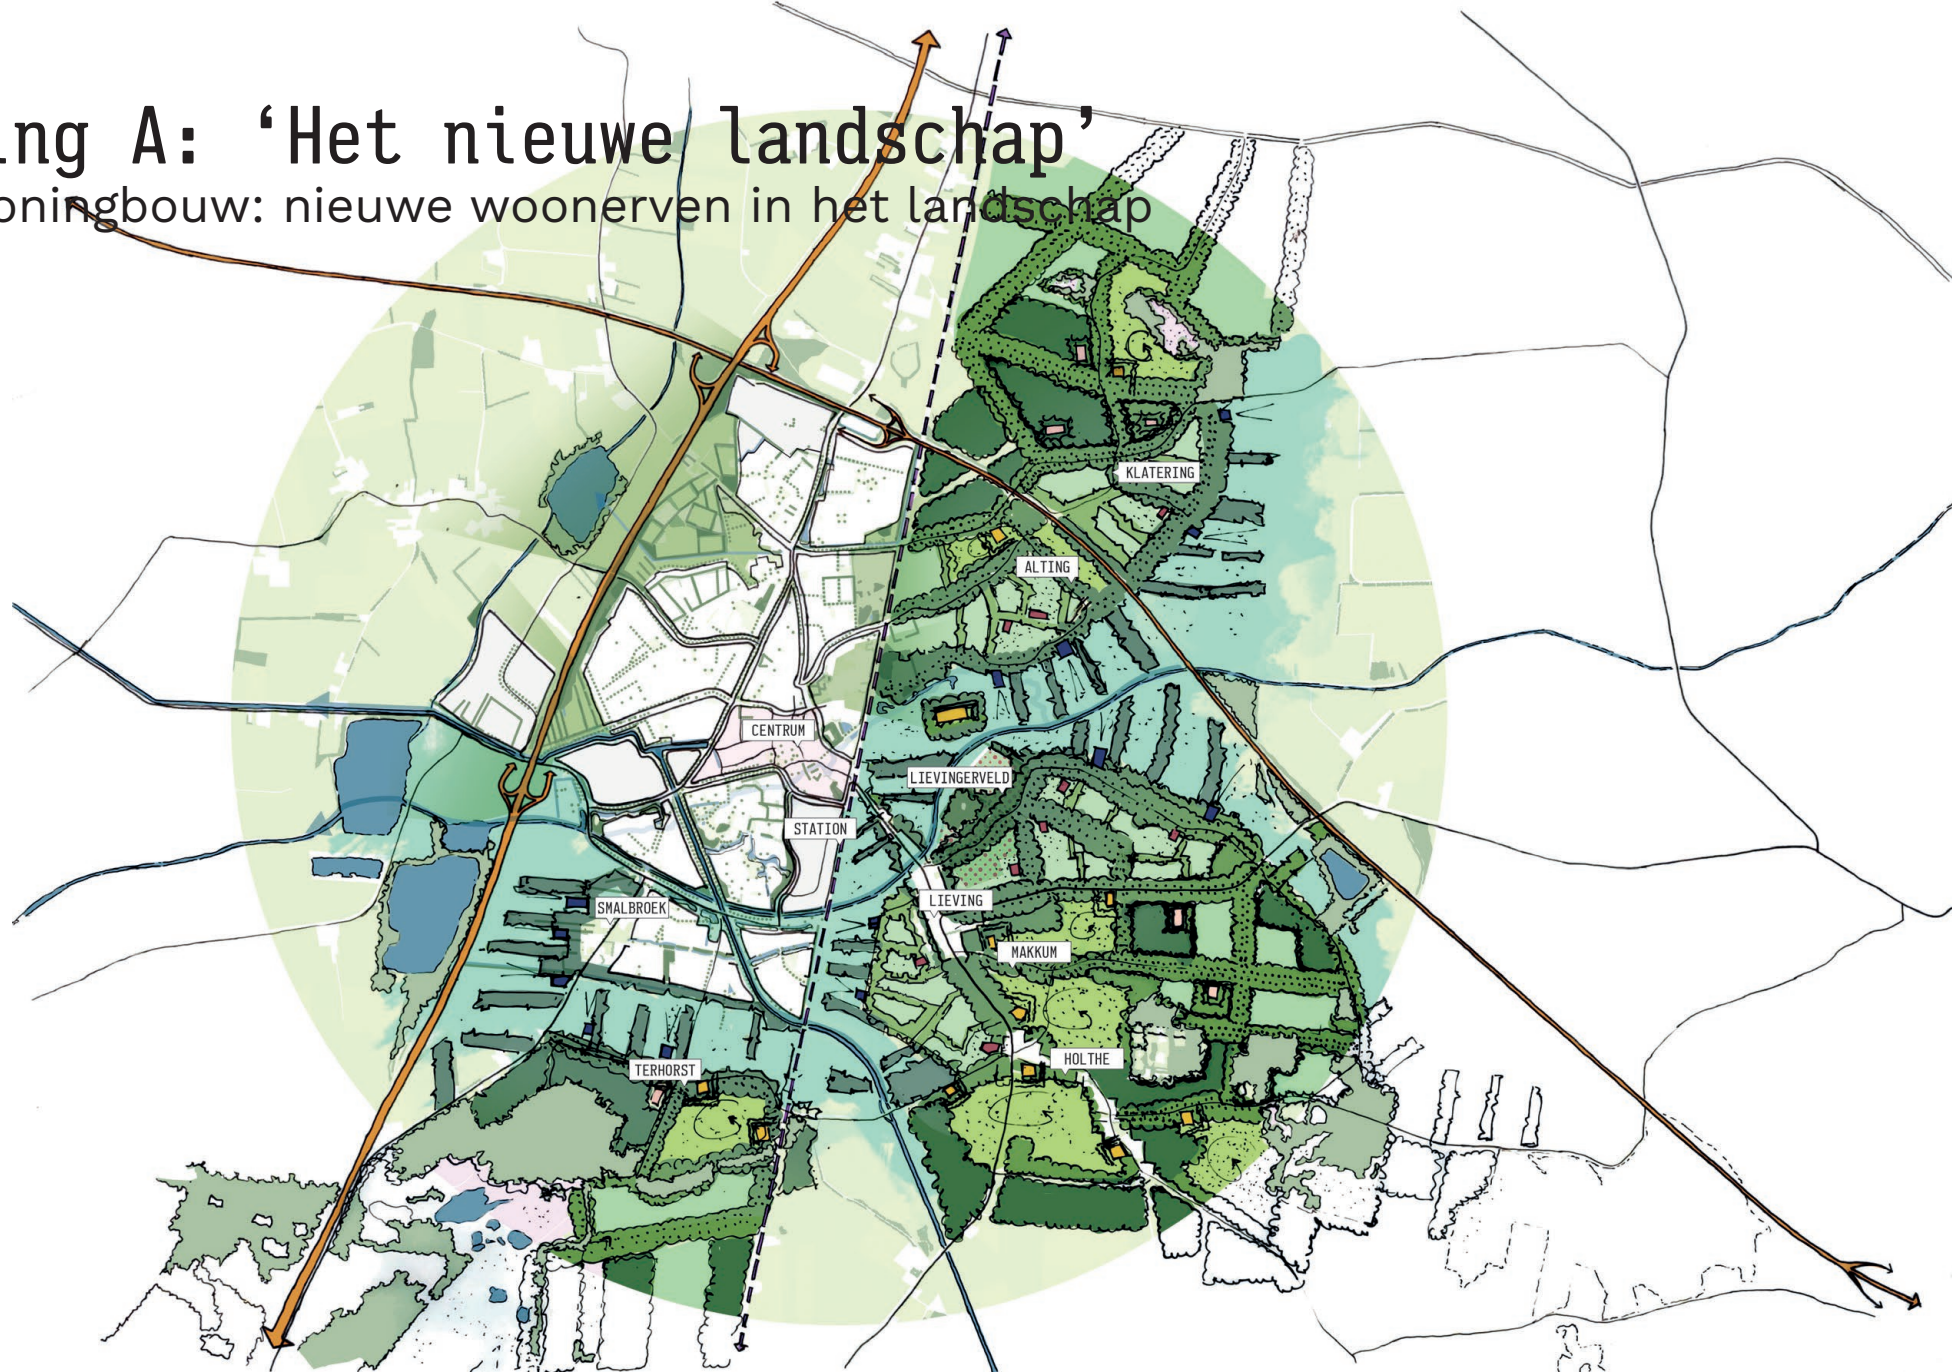 ing A: ‘Het nieuwe landschap’
oningbouw: nieuwe woonerven in het landschap
KLATERING
ALTING
CENTRUM
LIEVINGERVELD
STATION
LIEVING
SMALBROEK
MAKKUM
HOLTHE
TERHORST